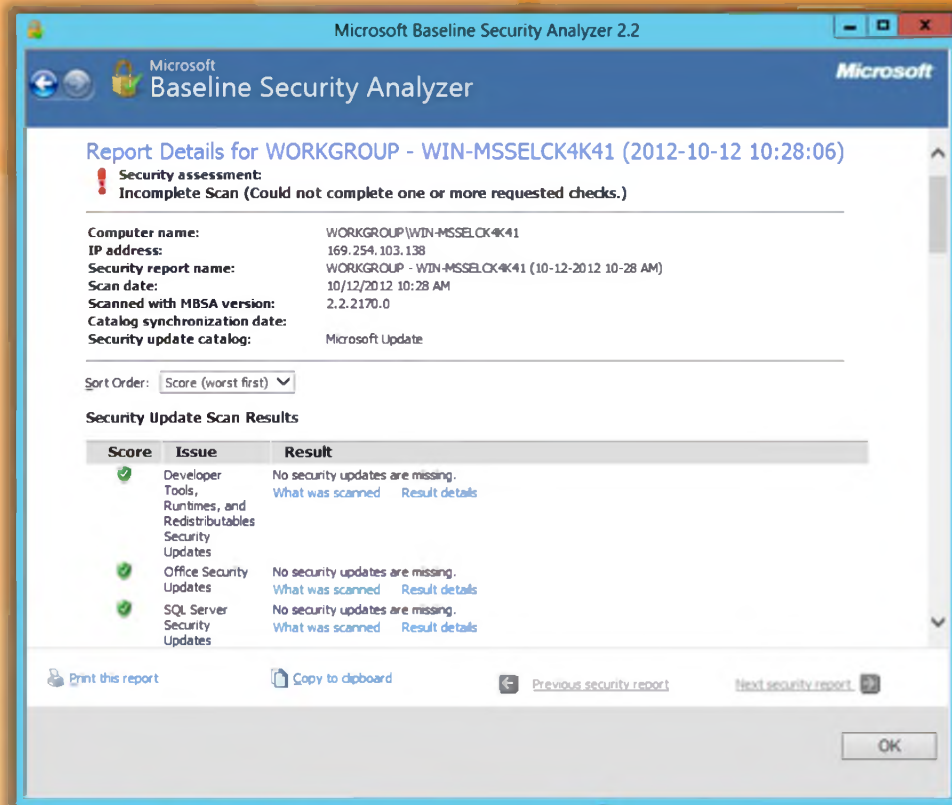 Microsoft Baseline Security Analyzer 2.2
Microsoft
Baseline Security Analyzer
Microsoft
Report Details for WORKGROUP - WIN-MSSELCK4K41 (2012-10-12 10:28:06)
Security assessment:
Incomplete Scan (Could not complete one or more requested checks.)
Computer name: WORKGROUP\WIN-MSSELCK4K41
IP address: 169.254.103.138
Security report name: WORKGROUP - WIN-MSSELCK4K41 (10-12-2012 10-28 AM)
Scan date: 10/12/2012 10:28 AM
Scanned with MBSA version: 2.2.2170.0
Catalog synchronization date:
Security update catalog: Microsoft Update
Sort Order: Score (worst first)
Security Update Scan Results
Score Issue Result
Developer No security updates are missing.
Tools, What was scanned Result details
Runtimes, and
Redistributables
Security
Updates
Office Security No security updates are missing.
Updates What was scanned Result details
SQL Server No security updates are missing.
Security What was scanned Result details
Updates
Print this report Copy to clipboard Previous security report Next security report
OK